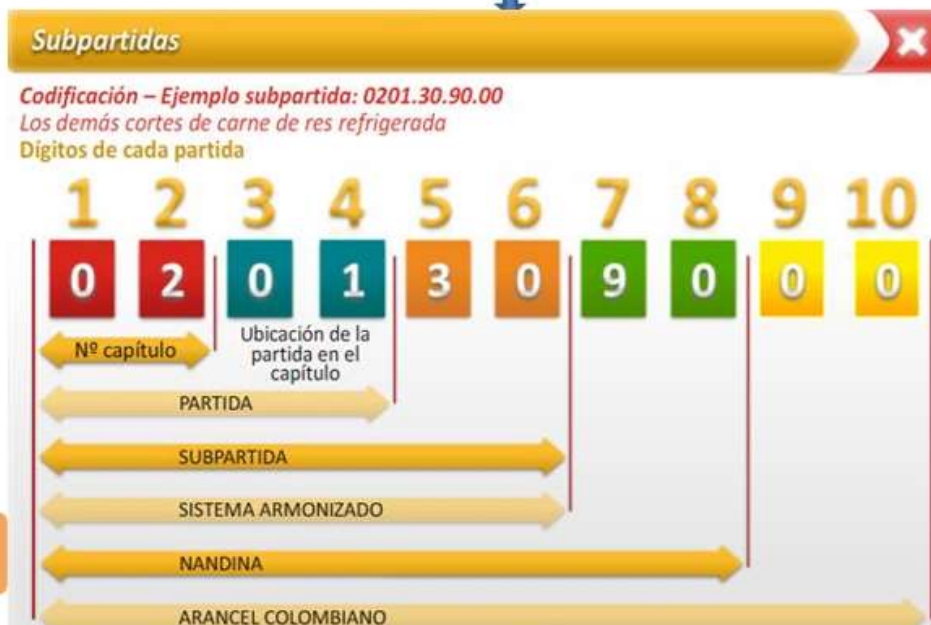 Subpartidas
Codificación – Ejemplo subpartida: 0201.30.90.00
Los demás cortes de carne de res refrigerada
Dígitos de cada partida
1 2 3 4 5 6 7 8 9 10
0 2 0 1 3 0 9 0 0 0
Nº capítulo
Ubicación de la
partida en el
capítulo
PARTIDA
SUBPARTIDA
SISTEMA ARMONIZADO
NANDINA
ARANCEL COLOMBIANO